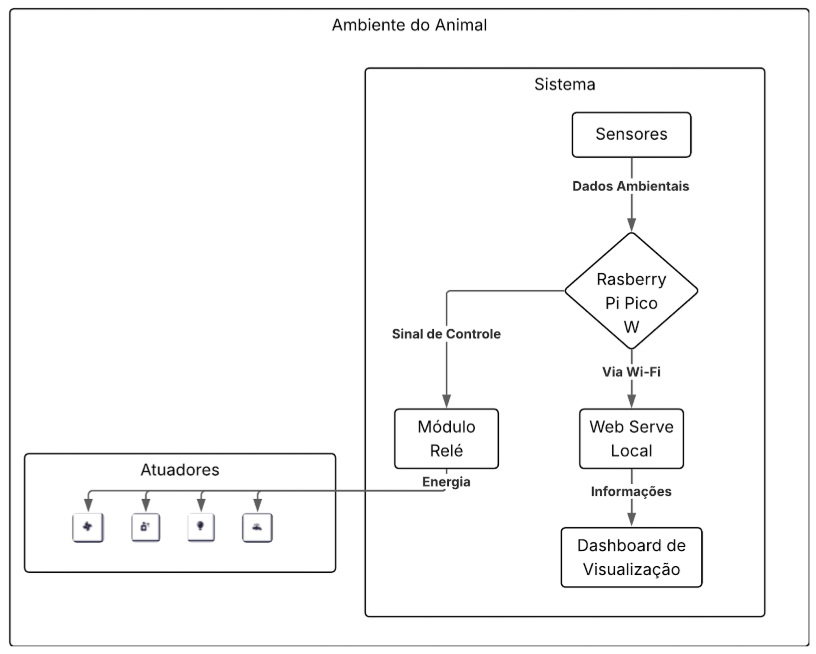 Ambiente do Animal
Sistema
Sensores
Dados Ambientais
Rasberry
Pi Pico
W
Sinal de Controle
Via Wi-Fi
Módulo
Relé
Web Serve
Local
Energia
Atuadores
Informações
Dashboard de
Visualização